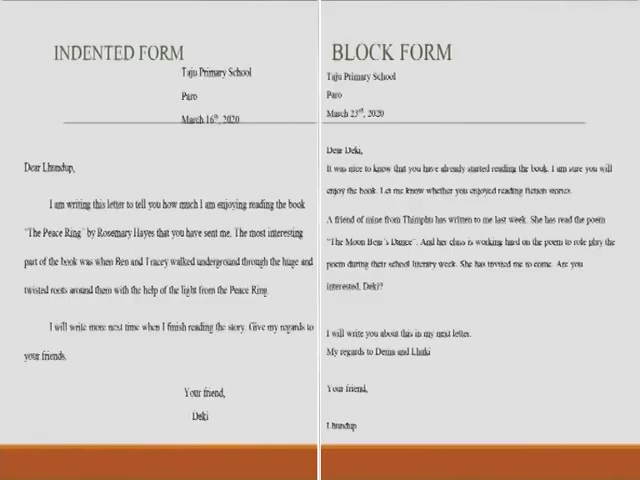 INDENTED FORM
Taju Primary School
Paro
March 16th, 2020
Dear Lhundup,
I am writing this letter to tell you how much I am enjoying reading the book
"The Peace Ring" by Rosemary Hayes that you have sent me. The most interesting
part of the book was when Ben and Tracey walked underground through the huge and
twisted roots around them with the help of the light from the Peace Ring.
I will write more next time when I finish reading the story. Give my regards to
your friends.
Your friend,
Deki
BLOCK FORM
Taju Primary School
Paro
March 23rd, 2020
Dear Deki,
It was nice to know that you have already started reading the book. I am sure you will
enjoy the book. Let me know whether you enjoyed reading fiction stories.
A friend of mine from Thimphu has written to me last week. She has read the poem
"The Moon Bear's Dance". And her class is working hard on the poem to role play the
poem during their school literary week. She has invited me to come. Are you
interested, Deki?
I will write you about this in my next letter.
My regards to Dema and Lhaki
Your friend,
Lhundup